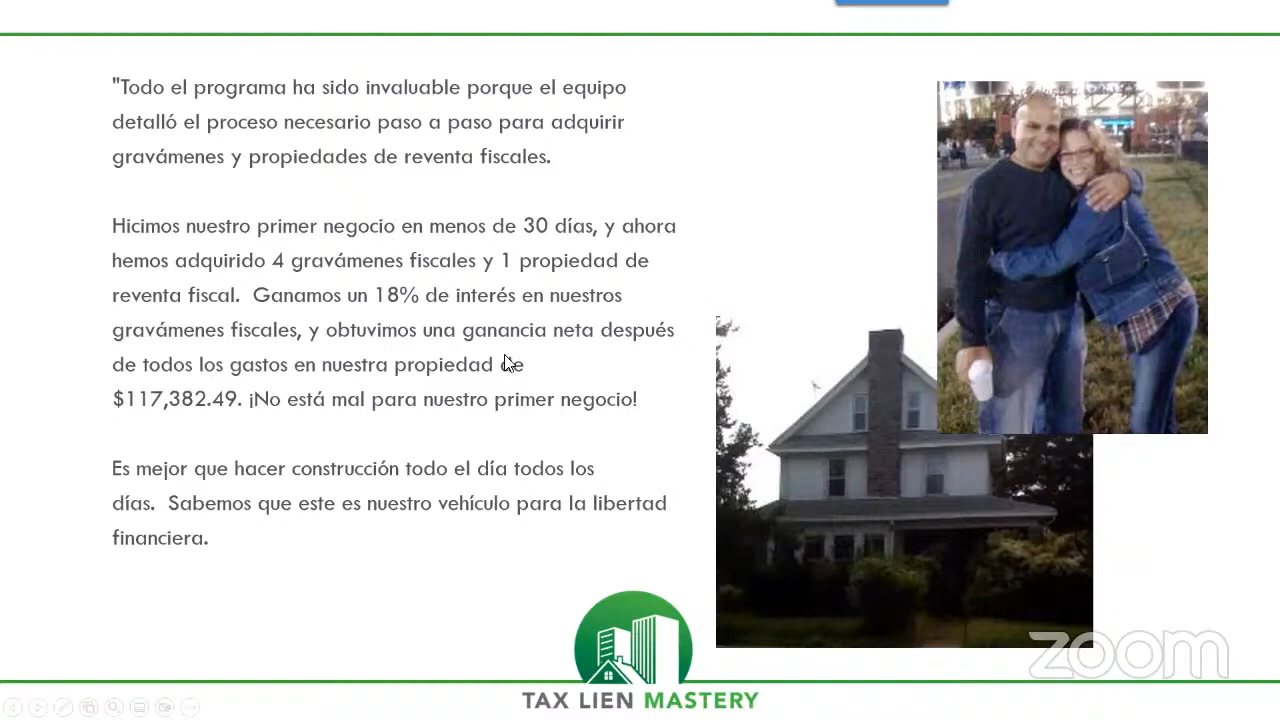 "Todo el programa ha sido invaluable porque el equipo
detalló el proceso necesario paso a paso para adquirir
gravámenes y propiedades de reventa fiscales.
Hicimos nuestro primer negocio en menos de 30 días, y ahora
hemos adquirido 4 gravámenes fiscales y 1 propiedad de
reventa fiscal.  Ganamos un 18% de interés en nuestros
gravámenes fiscales, y obtuvimos una ganancia neta después
de todos los gastos en nuestra propiedad de
$117,382.49. ¡No está mal para nuestro primer negocio!
Es mejor que hacer construcción todo el día todos los
días.  Sabemos que este es nuestro vehículo para la libertad
financiera.
zoom
TAX LIEN MASTERY